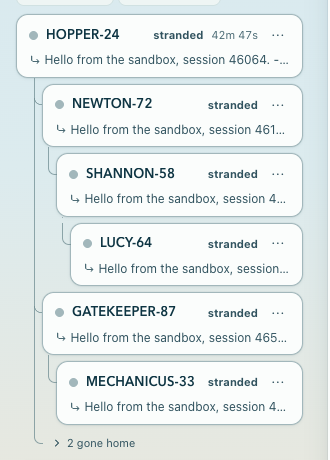 HOPPER-24 stranded 42m 47s ...
Hello from the sandbox, session 46064. -...
NEWTON-72 stranded ...
Hello from the sandbox, session 461...
SHANNON-58 stranded ...
Hello from the sandbox, session 4...
LUCY-64 stranded ...
Hello from the sandbox, session...
GATEKEEPER-87 stranded ...
Hello from the sandbox, session 465...
MECHANICUS-33 stranded ...
Hello from the sandbox, session 4...
2 gone home